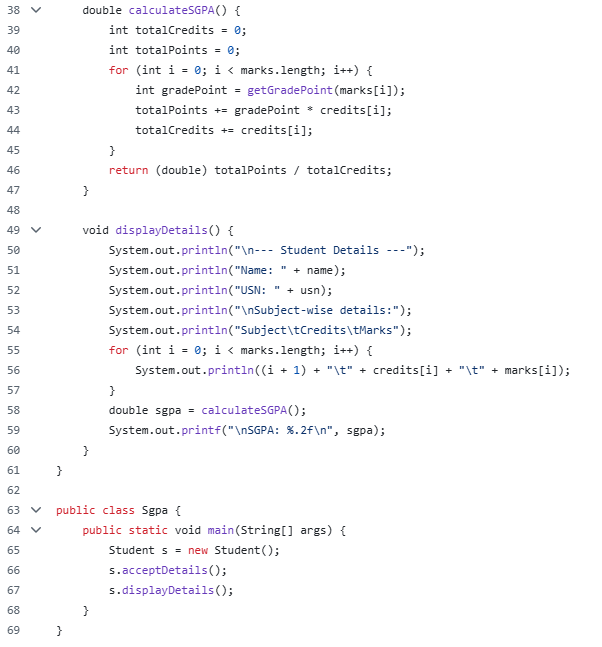 38 double calculateSGPA() {
39 int totalCredits = 0;
40 int totalPoints = 0;
41 for (int i = 0; i < marks.length; i++) {
42 int gradePoint = getGradePoint(marks[i]);
43 totalPoints += gradePoint * credits[i];
44 totalCredits += credits[i];
45 }
46 return (double) totalPoints / totalCredits;
47 }
48
49 void displayDetails() {
50 System.out.println("\n--- Student Details ---");
51 System.out.println("Name: " + name);
52 System.out.println("USN: " + usn);
53 System.out.println("\nSubject-wise details:");
54 System.out.println("Subject\tCredits\tMarks");
55 for (int i = 0; i < marks.length; i++) {
56 System.out.println((i + 1) + "\t" + credits[i] + "\t" + marks[i]);
57 }
58 double sgpa = calculateSGPA();
59 System.out.printf("\nSGPA: %.2f\n", sgpa);
60 }
61 }
62
63 public class Sgpa {
64 public static void main(String[] args) {
65 Student s = new Student();
66 s.acceptDetails();
67 s.displayDetails();
68 }
69 }